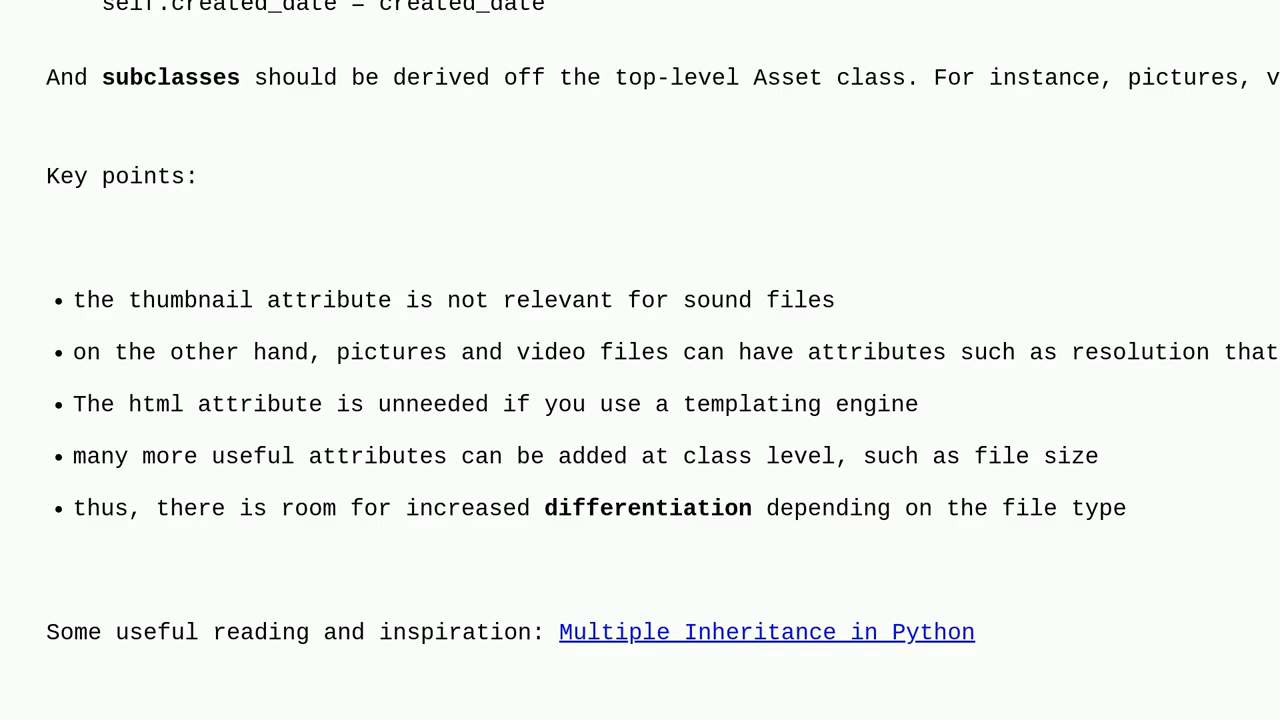 self.created_date = created_date
And subclasses should be derived off the top-level Asset class. For instance, pictures, v
Key points:
• the thumbnail attribute is not relevant for sound files
• on the other hand, pictures and video files can have attributes such as resolution that
• The html attribute is unneeded if you use a templating engine
• many more useful attributes can be added at class level, such as file size
• thus, there is room for increased differentiation depending on the file type
Some useful reading and inspiration: Multiple Inheritance in Python